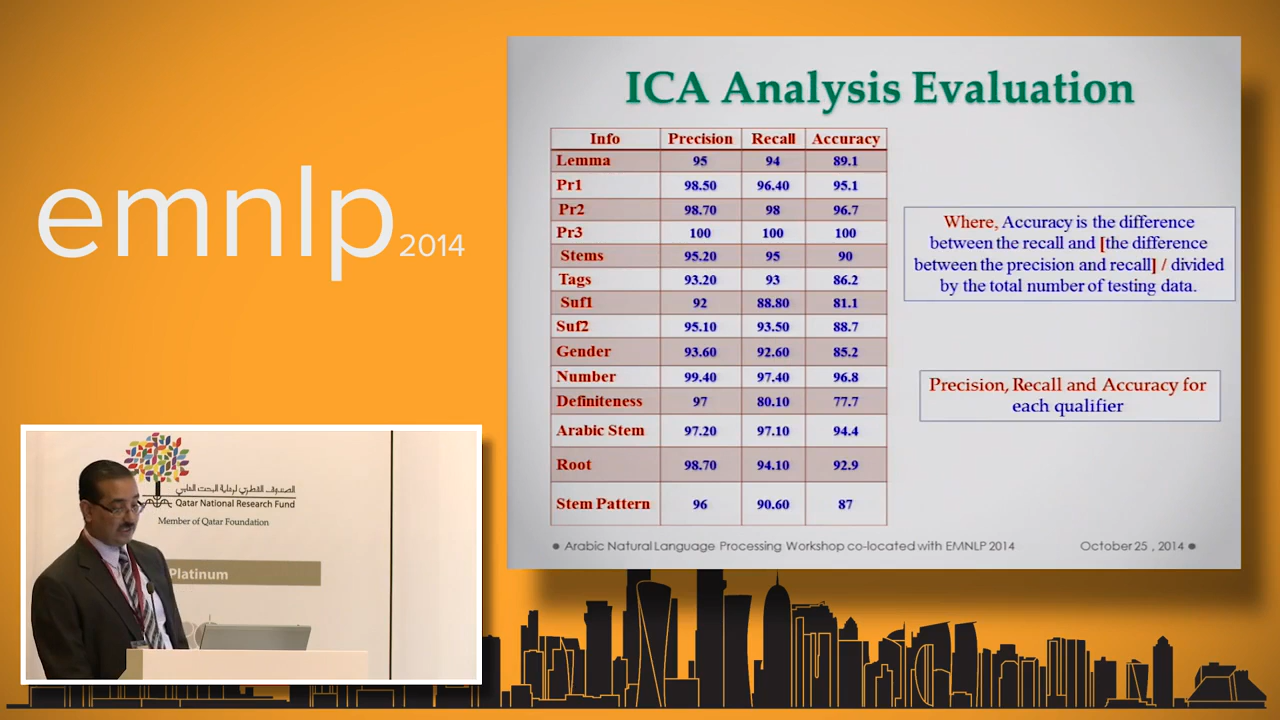 emnlp 2014
ICA Analysis Evaluation
Info Precision Recall Accuracy
Lemma 95 94 89.1
Pr1 98.50 96.40 95.1
Pr2 98.70 98 96.7
Pr3 100 100 100
Stems 95.20 95 90
Tags 93.20 93 86.2
Suf1 92 88.80 81.1
Suf2 95.10 93.50 88.7
Gender 93.60 92.60 85.2
Number 99.40 97.40 96.8
Definiteness 97 80.10 77.7
Arabic Stem 97.20 97.10 94.4
Root 98.70 94.10 92.9
Stem Pattern 96 90.60 87
Where, Accuracy is the difference
between the recall and [the difference
between the precision and recall] / divided
by the total number of testing data.
Precision, Recall and Accuracy for
each qualifier
Arabic Natural Language Processing Workshop co-located with EMNLP 2014 October 25 , 2014
الصندوق القطري لرعاية البحث العلمي
Qatar National Research Fund
Member of Qatar Foundation
Platinum